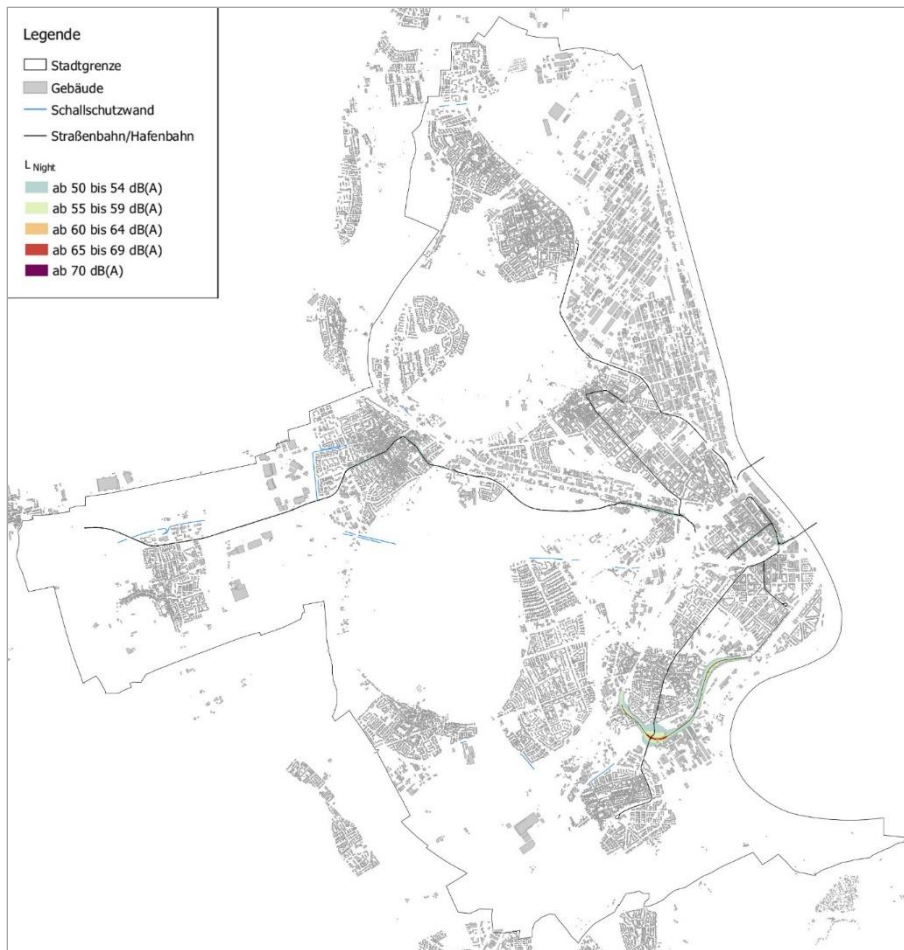 Legende
Stadtgrenze
Gebäude
Schallschutzwand
Straßenbahn/Hafenbahn
L Night
ab 50 bis 54 dB(A)
ab 55 bis 59 dB(A)
ab 60 bis 64 dB(A)
ab 65 bis 69 dB(A)
ab 70 dB(A)